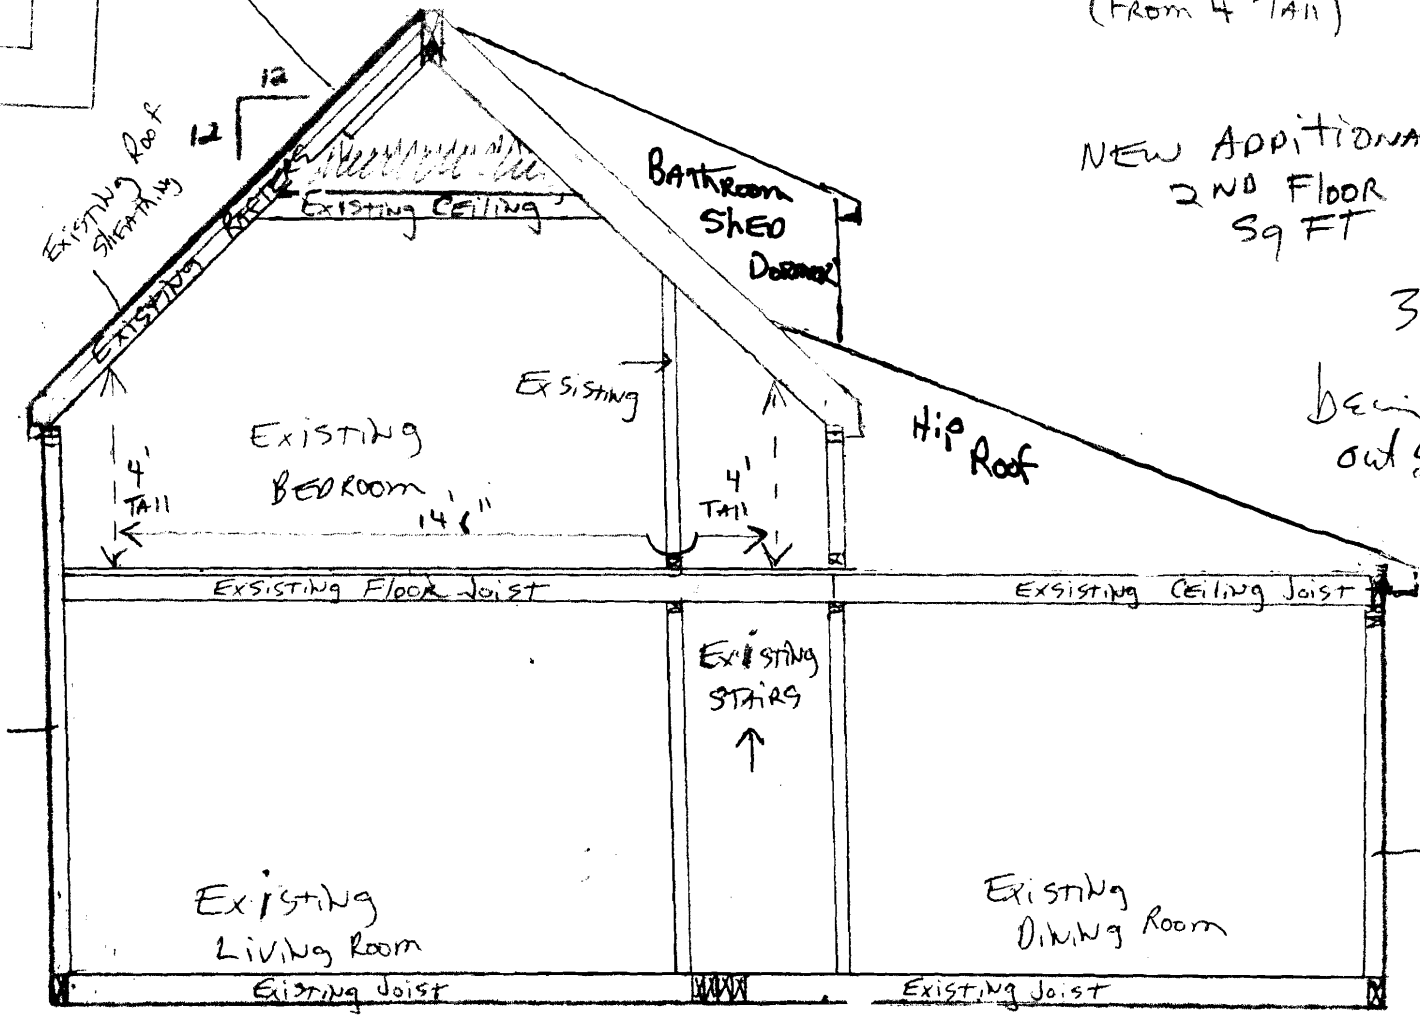 (FROM 4' TAll)
NEW ADDITIONA
2ND FlOOR
Sq FT
3
12
12
EXISTING ROOF
SHEATHING
EXISTING RAFTER
EXISTING CEILING
BATHROOM
SHED
DORMER
EXSISTING
Hip
Roof
EXISTING
BEDROOM
14' 6"
4'
TAll
4'
TAll
out
EXSISTING FLOOR JOIST
EXSISTING CEILING JOIST
EXISTING
STAIRS
EXISTING
LIVING ROOM
EXISTING
DINING ROOM
EXISTING JOIST
EXISTING JOIST